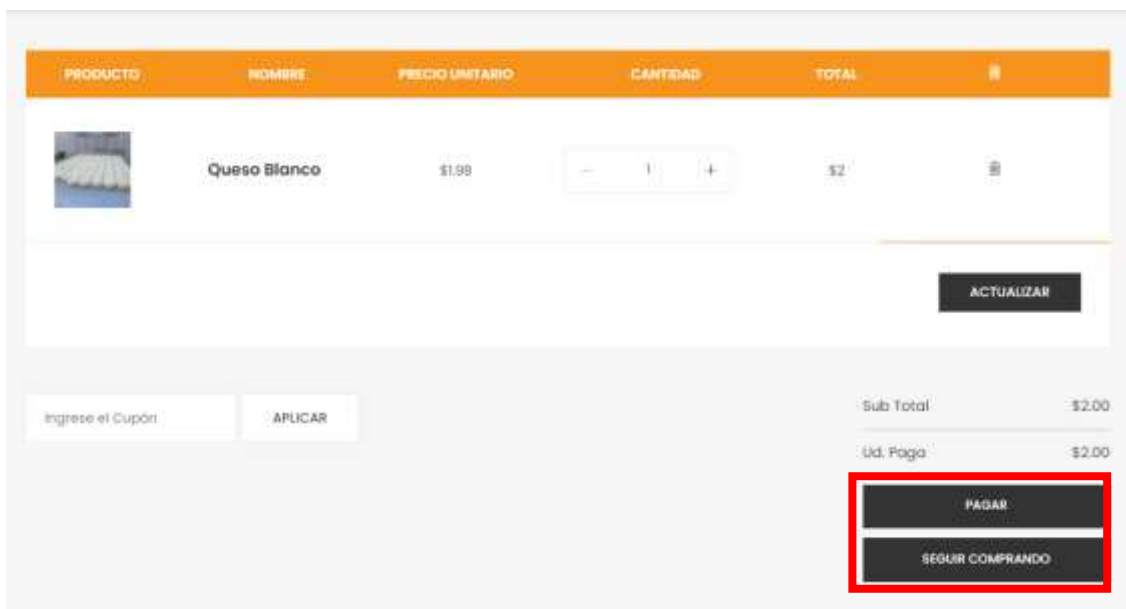 PRODUCTO NOMBRE PRECIO UNITARIO CANTIDAD TOTAL
Queso Blanco $1.98 - 1 + $2
ACTUALIZAR
Ingrese el Cupón APLICAR
Sub Total $2.00
Ud. Paga $2.00
PAGAR
SEGUIR COMPRANDO